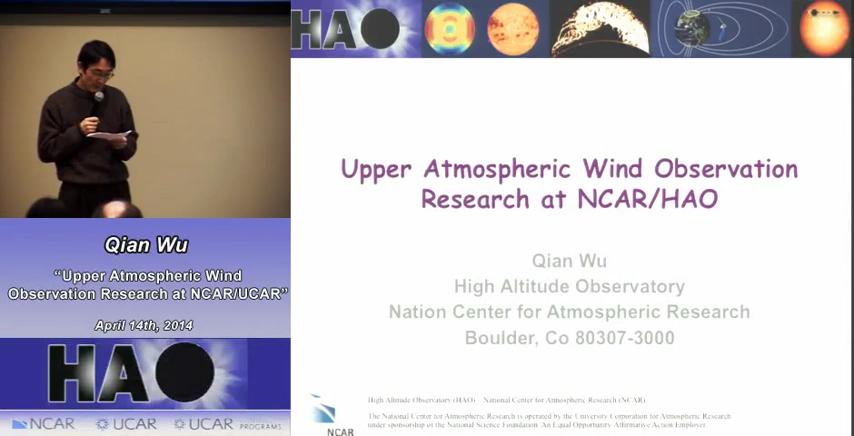 HAO
Upper Atmospheric Wind Observation
Research at NCAR/HAO
Qian Wu
High Altitude Observatory
Nation Center for Atmospheric Research
Boulder, Co 80307-3000
High Altitude Observatory (HAO) – National Center for Atmospheric Research (NCAR)
The National Center for Atmospheric Research is operated by the University Corporation for Atmospheric Research
under sponsorship of the National Science Foundation. An Equal Opportunity/Affirmative Action Employer.
NCAR
Qian Wu
“Upper Atmospheric Wind
Observation Research at NCAR/UCAR”
April 14th, 2014
HAO
NCAR UCAR UCAR COMMUNITY PROGRAMS